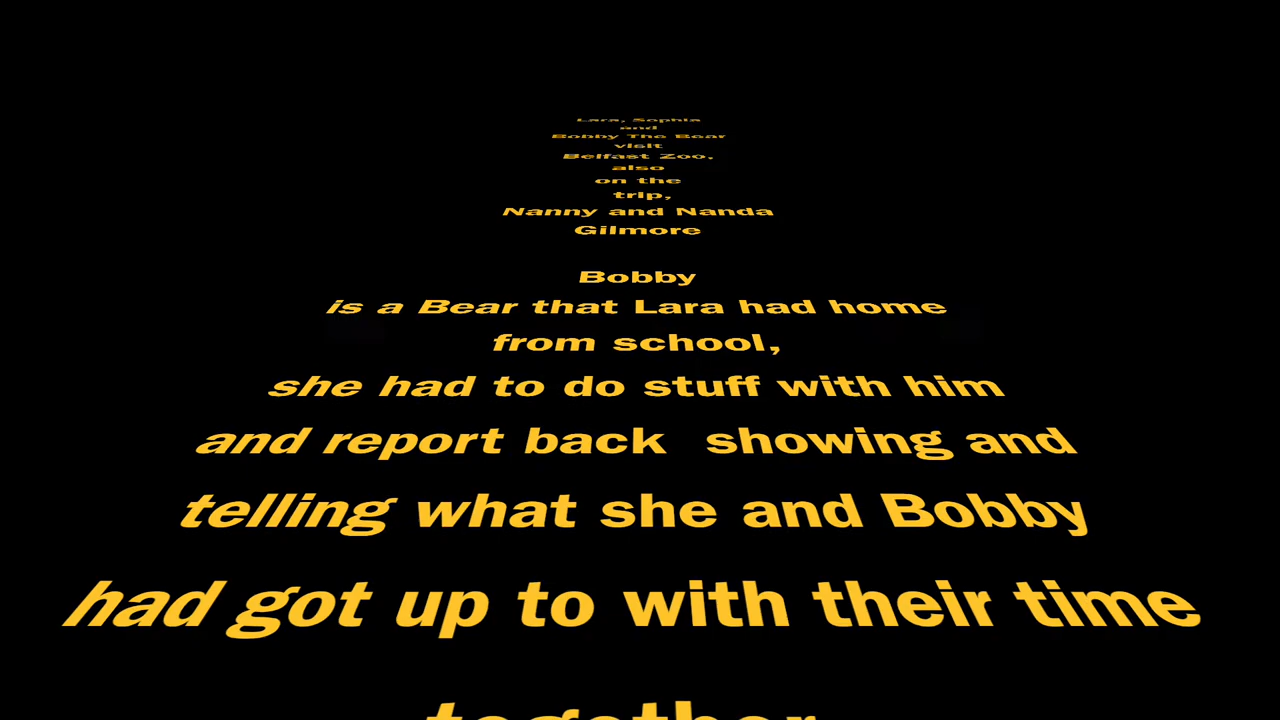 Lara, Sophia
and
Bobby The Bear
visit
Belfast Zoo,
also
on the
trip,
Nanny and Nanda
Gilmore
Bobby
is a Bear that Lara had home
from school,
she had to do stuff with him
and report back  showing and
telling what she and Bobby
had got up to with their time
together